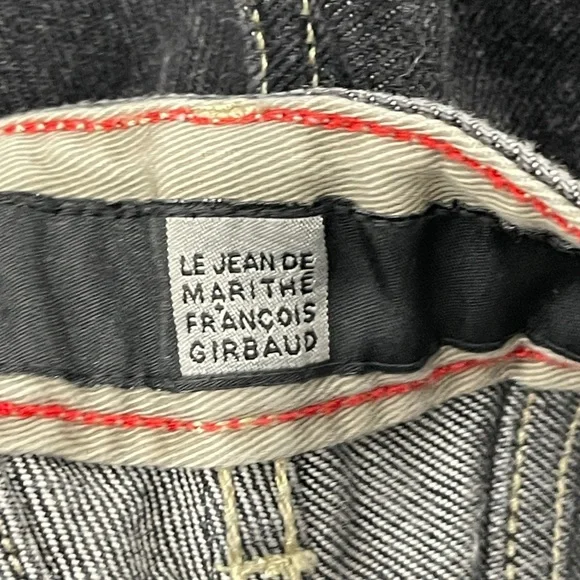 LE JEAN DE
MARITHÉ
+
FRANÇOIS
GIRBAUD